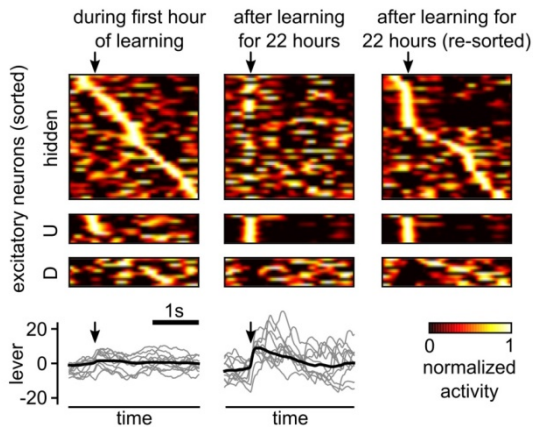 during first hour
of learning
after learning
for 22 hours
after learning for
22 hours (re-sorted)
excitatory neurons (sorted)
hidden
U
D
1s
lever
20
0
-20
time
time
0
1
normalized
activity